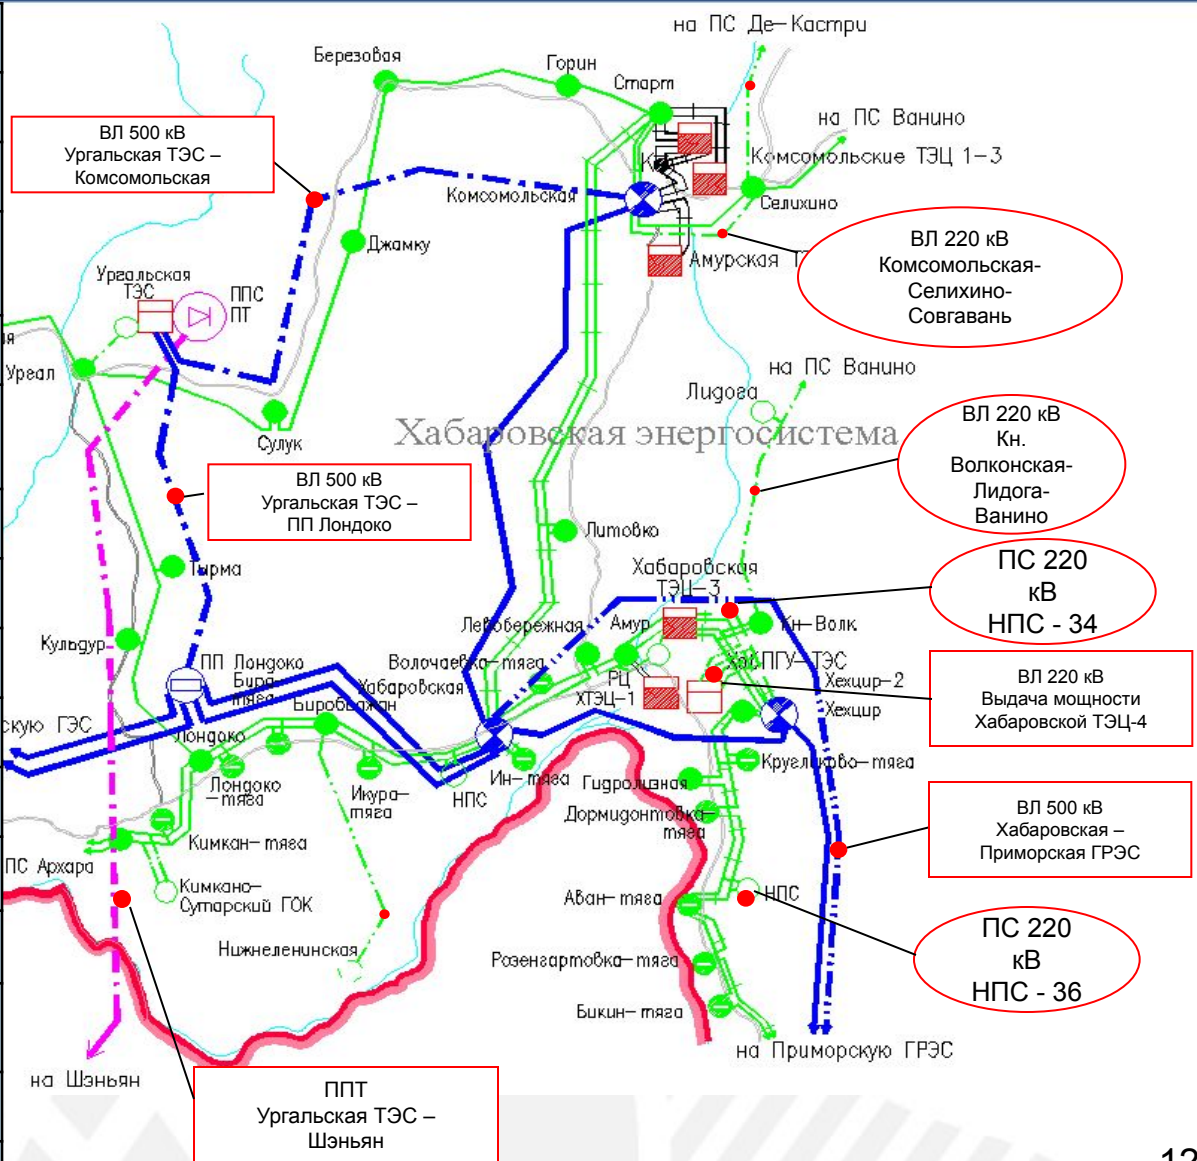 на ПС Де-Кастри
Березовая
Горин
Старт
на ПС Ванино
ВЛ 500 кВ
Ургальская ТЭС –
Комсомольская
Комсомольские ТЭЦ 1-3
Комсомольская
Селихино
Джамку
Амурская
ВЛ 220 кВ
Комсомольская-
Селихино-
Совгавань
Ургальская
ТЭС
ППС
ПТ
Ургал
на ПС Ванино
Лидога
Сулук
Хабаровская энергосистема
ВЛ 220 кВ
Кн.
Волконская-
Лидога-
Ванино
ВЛ 500 кВ
Ургальская ТЭС –
ПП Лондоко
Литовко
Тырма
Хабаровская
ТЭЦ-3
ПС 220
кВ
НПС - 34
Кульдур
Левобережная
Амур
Кн-Волк.
ПП Лондоко
Бира-
тяга
Волочаевка-тяга
Хабаровская
ПГУ-ТЭС
Хехцир-2
РЦ
ХТЭЦ-1
Хехцир
ВЛ 220 кВ
Выдача мощности
Хабаровской ТЭЦ-4
скую ГЭС
Биробиджан
Лондоко
Лондоко
-тяга
Икура-
тяга
НПС
Ин-тяга
Кругликово-тяга
Гидролизная
Дормидонтовка-
тяга
ВЛ 500 кВ
Хабаровская –
Приморская ГРЭС
Кимкан-тяга
ПС Архара
Кимкано-
Сутарский ГОК
Аван-тяга
НПС
ПС 220
кВ
НПС - 36
Нижнеленинская
Розенгартовка-тяга
Бикин-тяга
на Приморскую ГРЭС
на Шэньян
ППТ
Ургальская ТЭС –
Шэньян
12